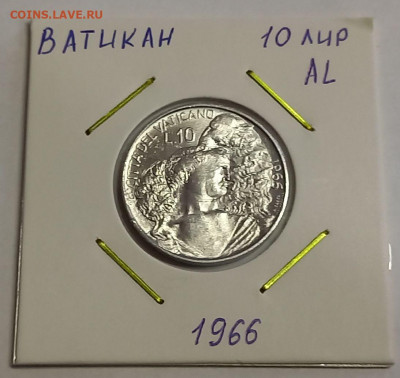 COINS.LAVE.RU
ВАТИКАН 10 ЛИР
AL
CITTA DEL VATICANO
L.10
1966